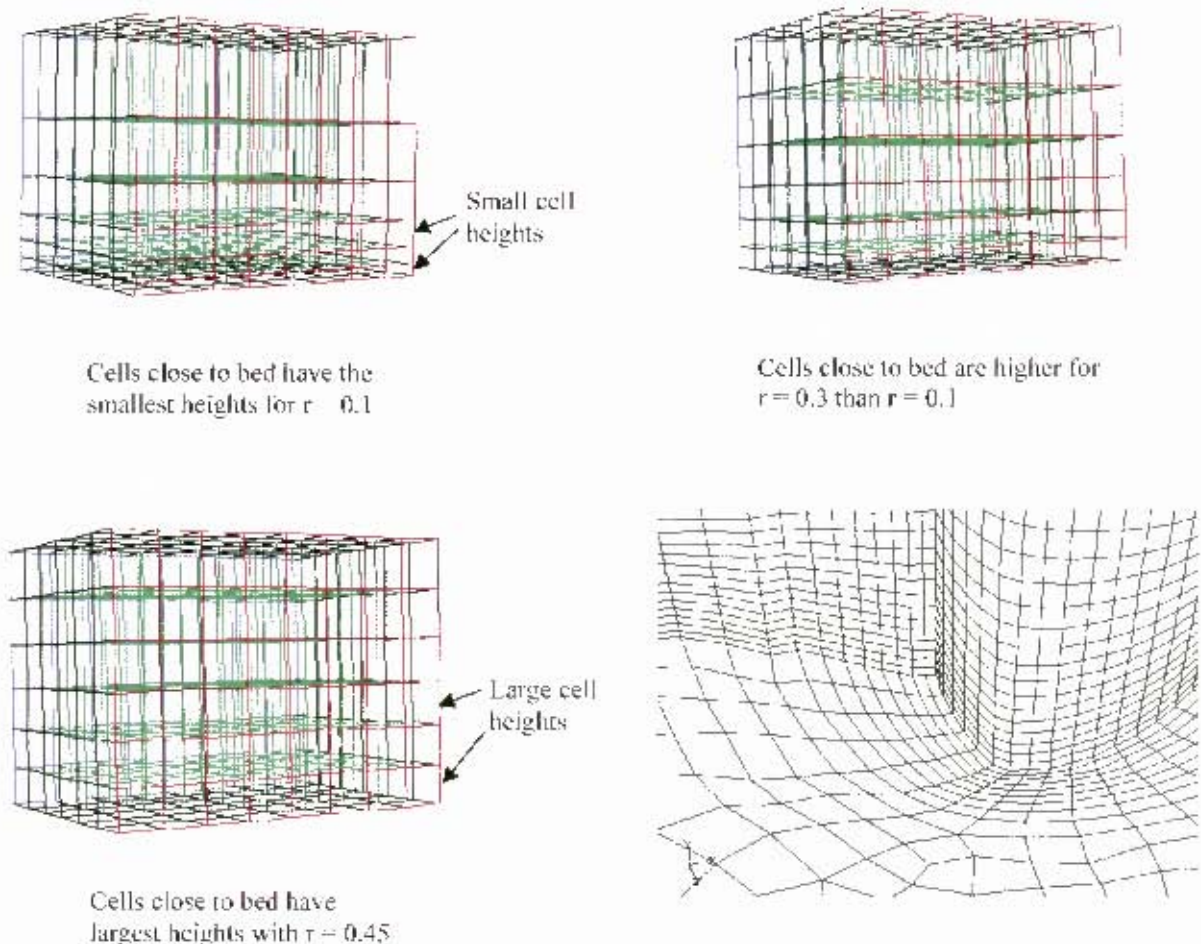 Small cell
heights
Cells close to bed have the
smallest heights for r = 0.1
Cells close to bed are higher for
r = 0.3 than r = 0.1
Large cell
heights
Cells close to bed have
largest heights with r = 0.45